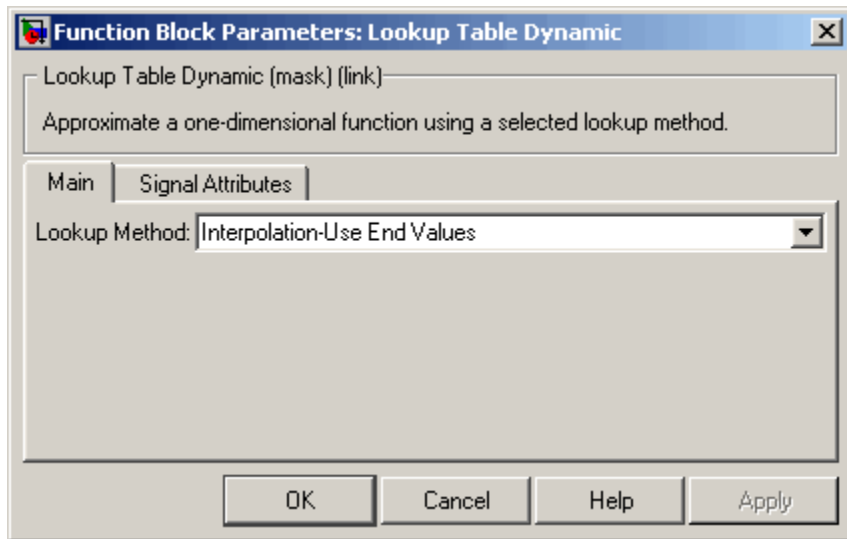 Function Block Parameters: Lookup Table Dynamic
Lookup Table Dynamic (mask) (link)
Approximate a one-dimensional function using a selected lookup method.
Main Signal Attributes
Lookup Method: Interpolation-Use End Values
OK Cancel Help Apply